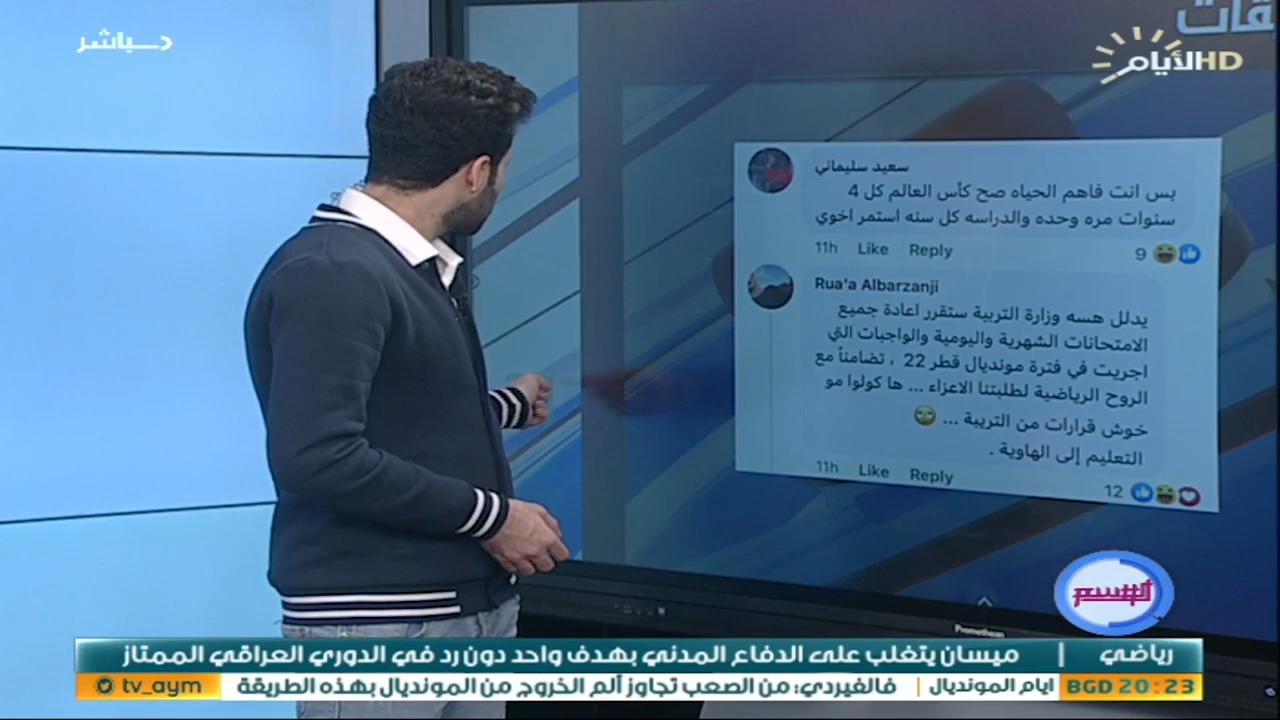 مباشر
الأيام HD
سعيد سليماني
بس انت فاهم الحياه صح كأس العالم كل 4
سنوات مره وحده والدراسه كل سنه استمر اخوي
11h Like Reply
9
Rua'a Albarzanji
يدلل هسه وزارة التربية ستقرر اعادة جميع
الامتحانات الشهرية واليومية والواجبات التي
اجريت في فترة مونديال قطر 22 ، تضامناً مع
الروح الرياضية لطلبتنا الاعزاء ... ها كولوا مو
خوش قرارات من التربية ... 🙄
التعليم إلى الهاوية .
11h Like Reply
12
Promethean
رياضي | ميسان يتغلب على الدفاع المدني بهدف واحد دون رد في الدوري العراقي الممتاز
BGD 20:23 ايام المونديال | فالفيردي: من الصعب تجاوز ألم الخروج من المونديال بهذه الطريقة tv_aym